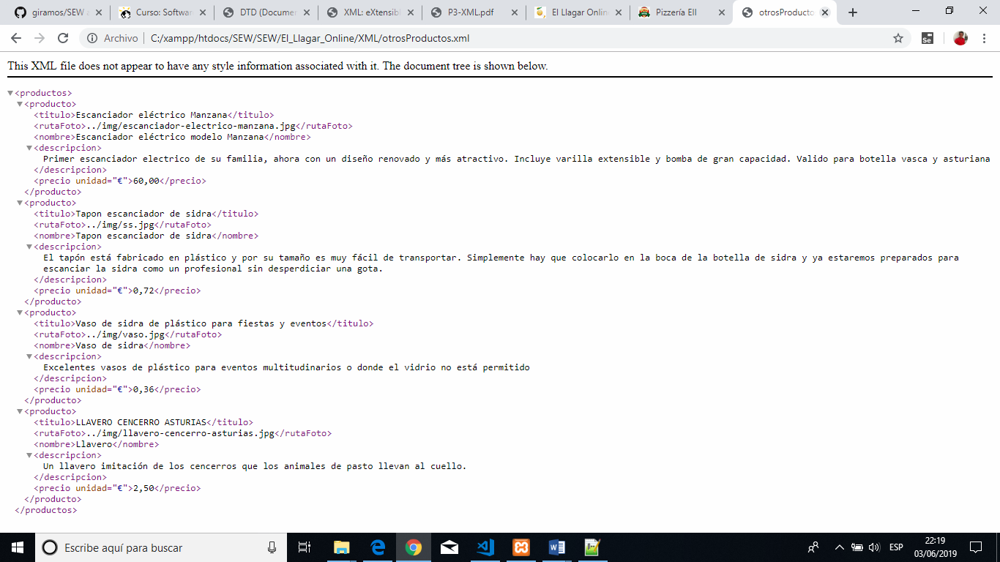 giramos/SEW a
Curso: Softwar
DTD (Documen
XML: eXtensibl
P3-XML.pdf
El Llagar Onlin
Pizzería EII
otrosProducto
Archivo
C:/xampp/htdocs/SEW/SEW/El_Llagar_Online/XML/otrosProductos.xml
Se
This XML file does not appear to have any style information associated with it. The document tree is shown below.
▼<productos>
▼<producto>
<titulo>Escanciador eléctrico Manzana</titulo>
<rutaFoto>../img/escanciador-electrico-manzana.jpg</rutaFoto>
<nombre>Escanciador eléctrico modelo Manzana</nombre>
▼<descripcion>
Primer escanciador electrico de su familia, ahora con un diseño renovado y más atractivo. Incluye varilla extensible y bomba de gran capacidad. Valido para botella vasca y asturiana
</descripcion>
<precio unidad="€">60,00</precio>
</producto>
▼<producto>
<titulo>Tapon escanciador de sidra</titulo>
<rutaFoto>../img/ss.jpg</rutaFoto>
<nombre>Tapon escanciador de sidra</nombre>
▼<descripcion>
El tapón está fabricado en plástico y por su tamaño es muy fácil de transportar. Simplemente hay que colocarlo en la boca de la botella de sidra y ya estaremos preparados para
escanciar la sidra como un profesional sin desperdiciar una gota.
</descripcion>
<precio unidad="€">0,72</precio>
</producto>
▼<producto>
<titulo>Vaso de sidra de plástico para fiestas y eventos</titulo>
<rutaFoto>../img/vaso.jpg</rutaFoto>
<nombre>Vaso de sidra</nombre>
▼<descripcion>
Excelentes vasos de plástico para eventos multitudinarios o donde el vidrio no está permitido
</descripcion>
<precio unidad="€">0,36</precio>
</producto>
▼<producto>
<titulo>LLAVERO CENCERRO ASTURIAS</titulo>
<rutaFoto>../img/llavero-cencerro-asturias.jpg</rutaFoto>
<nombre>Llavero</nombre>
▼<descripcion>
Un llavero imitación de los cencerros que los animales de pasto llevan al cuello.
</descripcion>
<precio unidad="€">2,50</precio>
</producto>
</productos>
Escribe aquí para buscar
ESP
22:19
03/06/2019